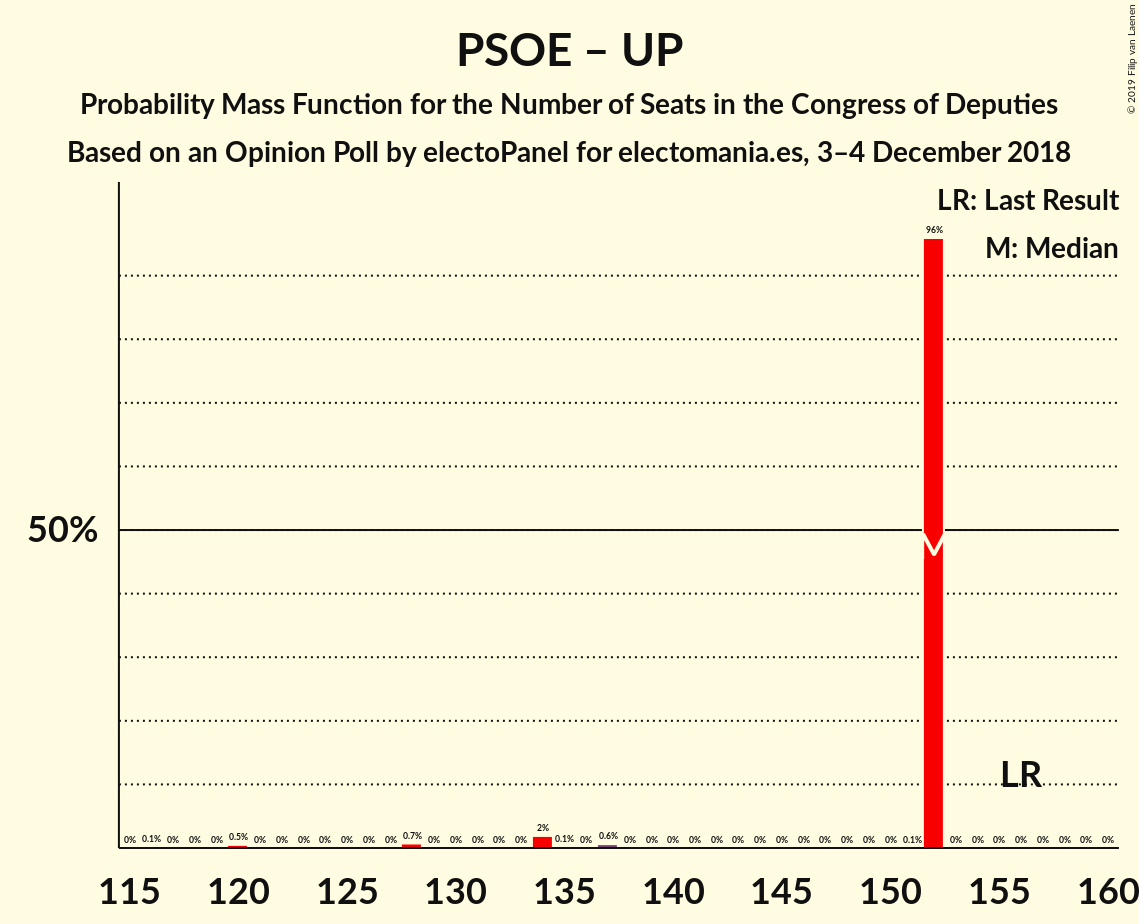 © 2019 Filip van Laenen
PSOE – UP
Probability Mass Function for the Number of Seats in the Congress of Deputies
Based on an Opinion Poll by electoPanel for electomania.es, 3–4 December 2018
LR: Last Result
96%
M: Median
50%
LR
0% 0.1% 0% 0% 0% 0.5% 0% 0% 0% 0% 0% 0% 0% 0.7% 0% 0% 0% 0% 0% 2% 0.1% 0% 0.6% 0% 0% 0% 0% 0% 0% 0% 0% 0% 0% 0% 0% 0% 0.1% 0% 0% 0% 0% 0% 0% 0% 0%
115 120 125 130 135 140 145 150 155 160